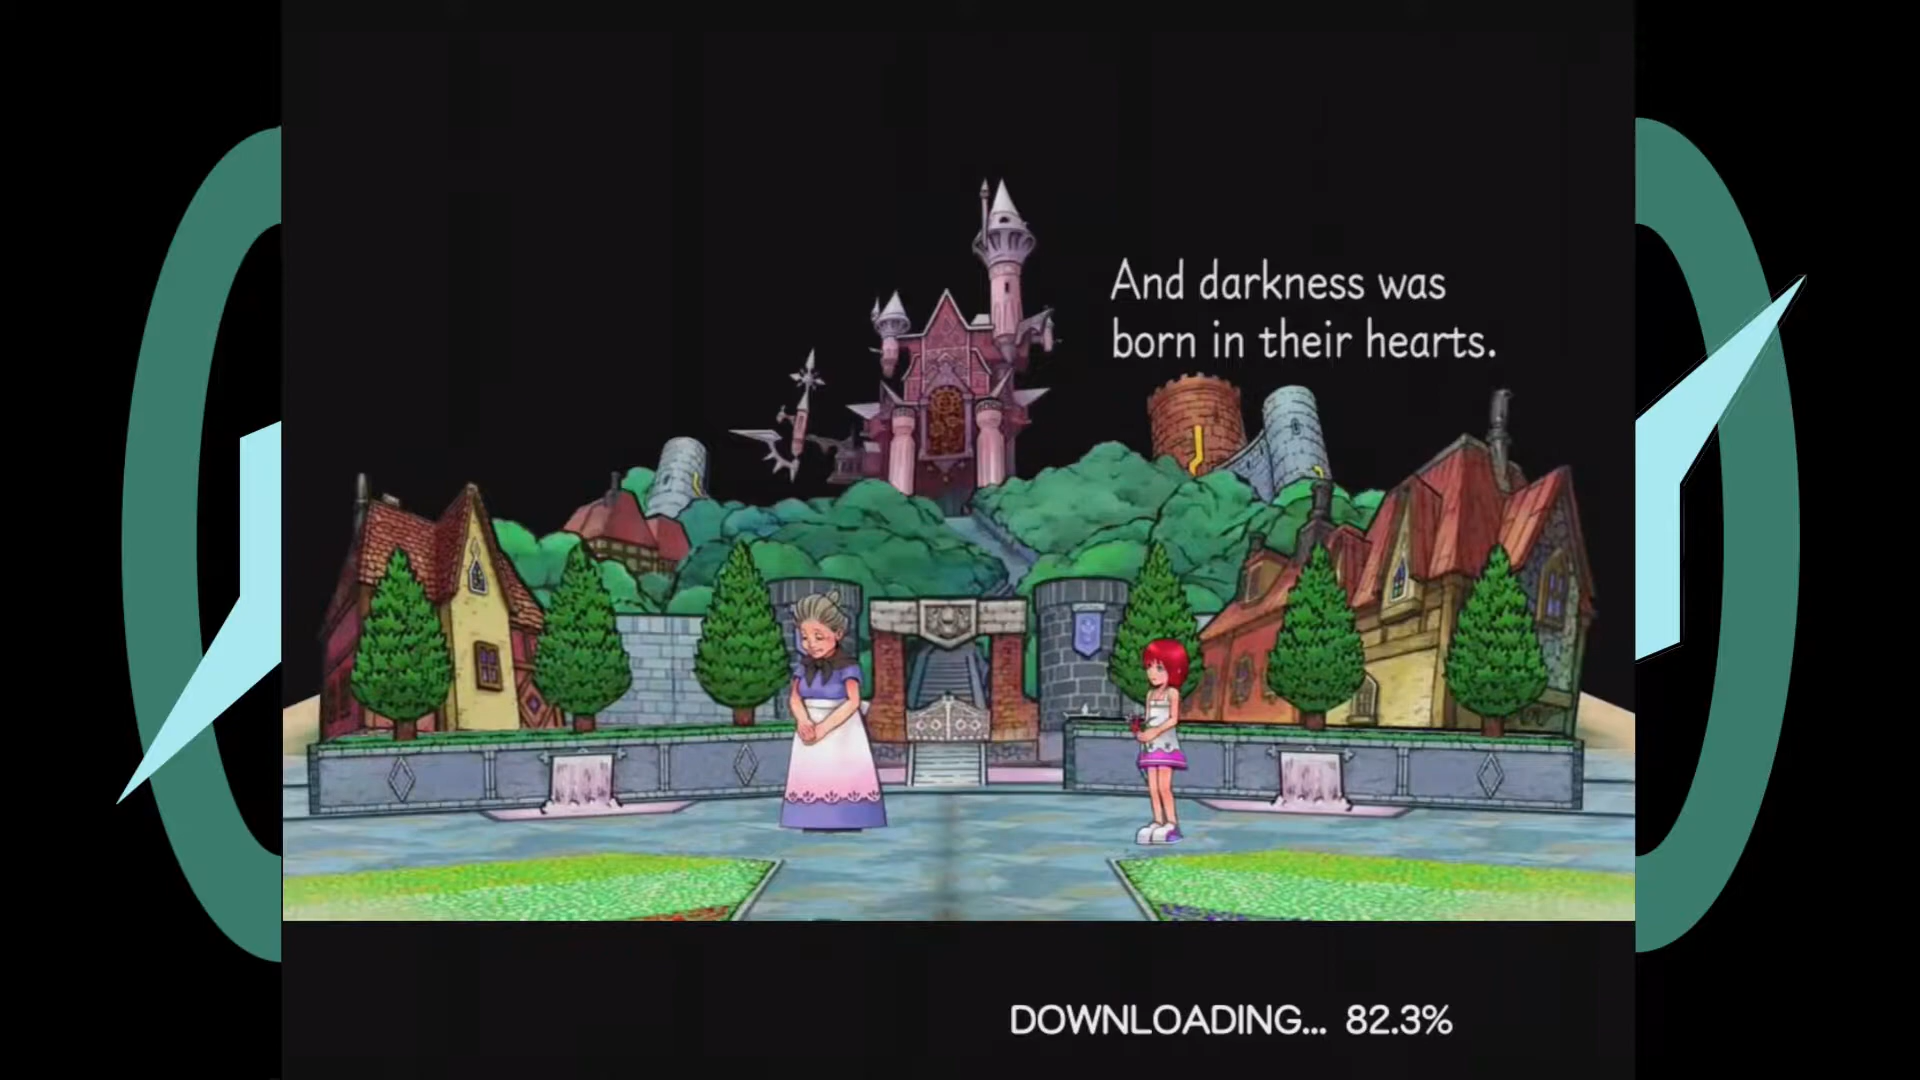 And darkness was
born in their hearts.
DOWNLOADING... 82.3%